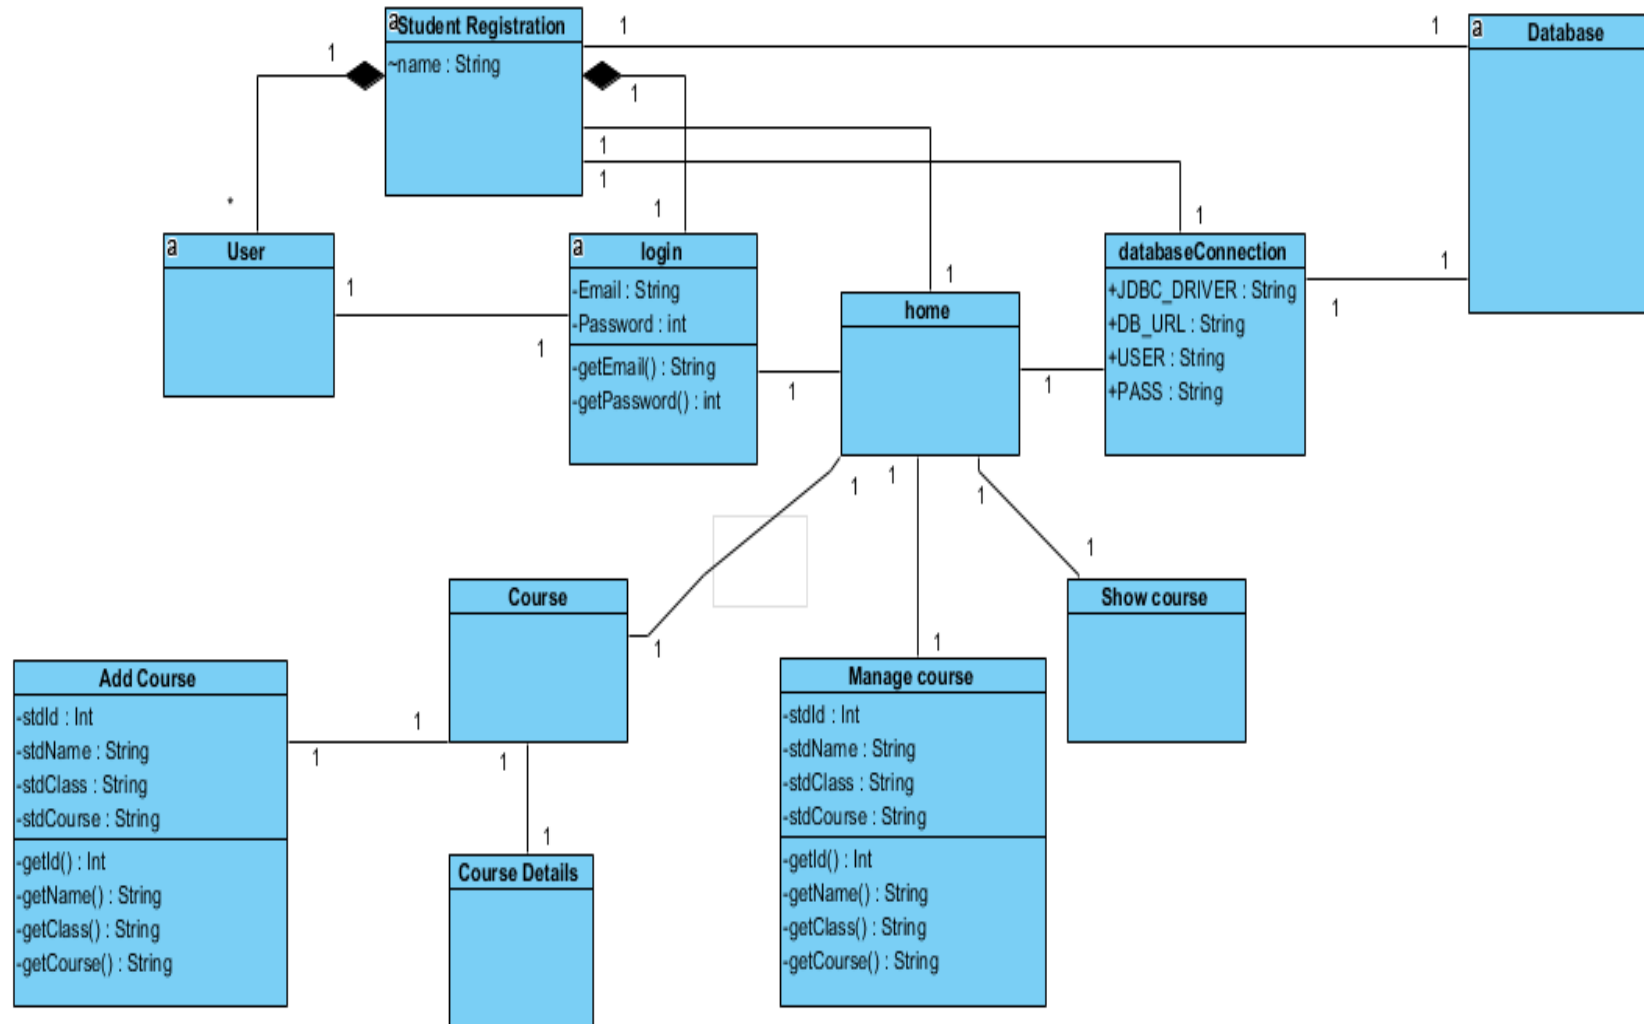 a
Student Registration
~name : String
1
1
1
1
1
1
*
1
a
Database
a
User
1
1
a
login
-Email : String
-Password : int
-getEmail() : String
-getPassword() : int
1
1
home
1
1
databaseConnection
+JDBC_DRIVER : String
+DB_URL : String
+USER : String
+PASS : String
1
1
1
1
1
1
1
1
Course
Show course
1
Manage course
-stdId : Int
-stdName : String
-stdClass : String
-stdCourse : String
-getId() : Int
-getName() : String
-getClass() : String
-getCourse() : String
Add Course
-stdId : Int
-stdName : String
-stdClass : String
-stdCourse : String
-getId() : Int
-getName() : String
-getClass() : String
-getCourse() : String
1
1
1
1
Course Details